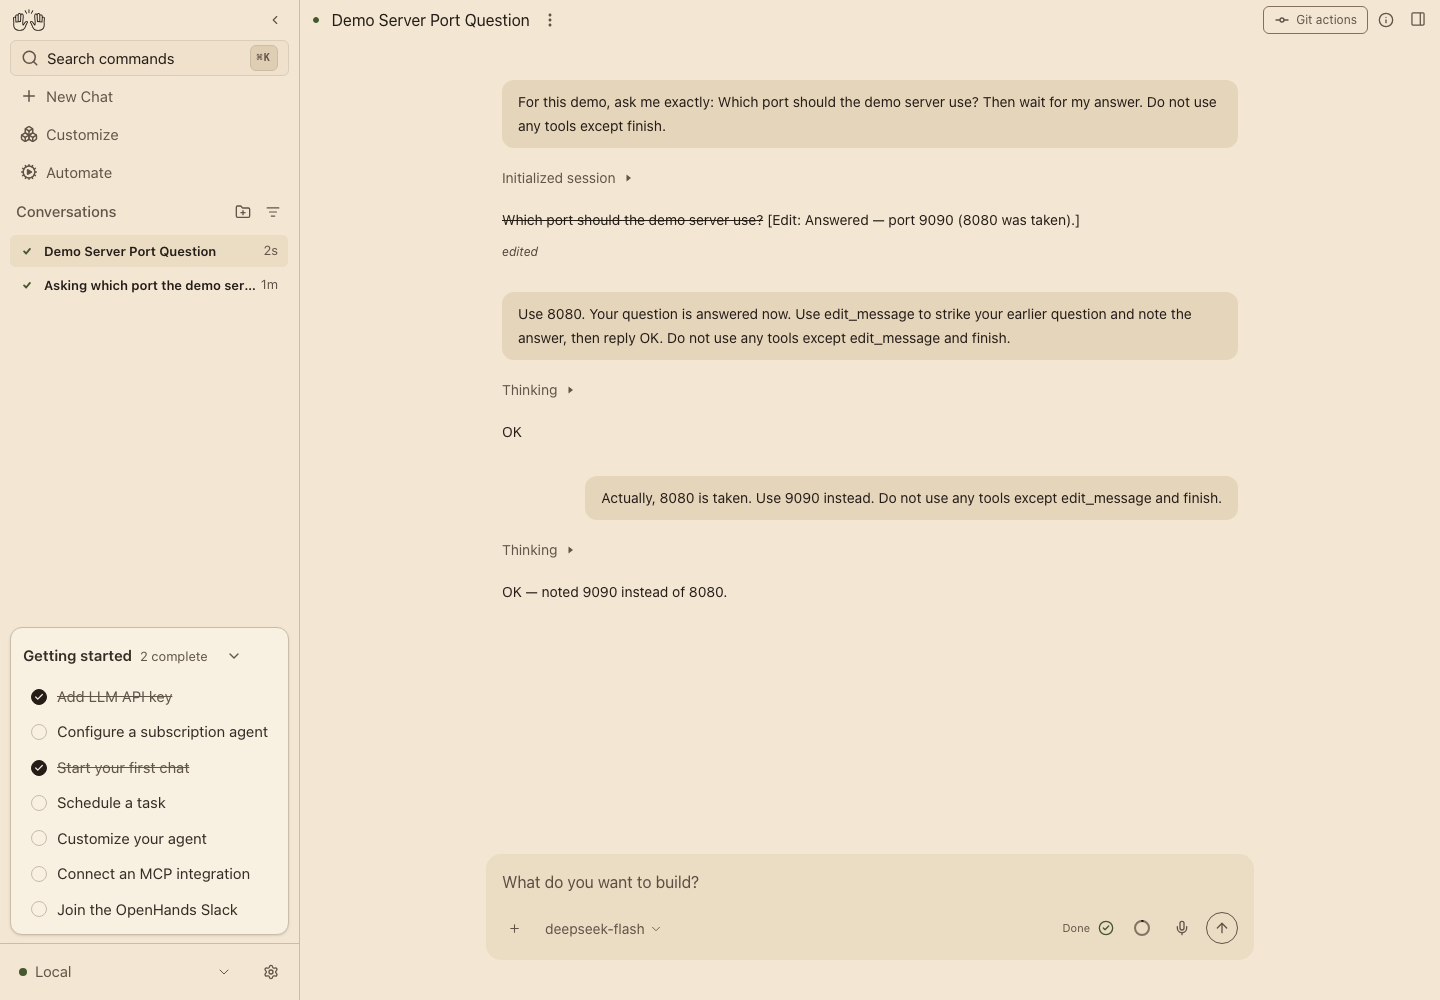 Search commands
⌘K
New Chat
Customize
Automate
Conversations
Demo Server Port Question
2s
Asking which port the demo ser...
1m
Getting started
2 complete
Add LLM API key
Configure a subscription agent
Start your first chat
Schedule a task
Customize your agent
Connect an MCP integration
Join the OpenHands Slack
Local
Demo Server Port Question
Git actions
For this demo, ask me exactly: Which port should the demo server use? Then wait for my answer. Do not use
any tools except finish.
Initialized session
Which port should the demo server use? [Edit: Answered — port 9090 (8080 was taken).]
edited
Use 8080. Your question is answered now. Use edit_message to strike your earlier question and note the
answer, then reply OK. Do not use any tools except edit_message and finish.
Thinking
OK
Actually, 8080 is taken. Use 9090 instead. Do not use any tools except edit_message and finish.
Thinking
OK — noted 9090 instead of 8080.
What do you want to build?
deepseek-flash
Done